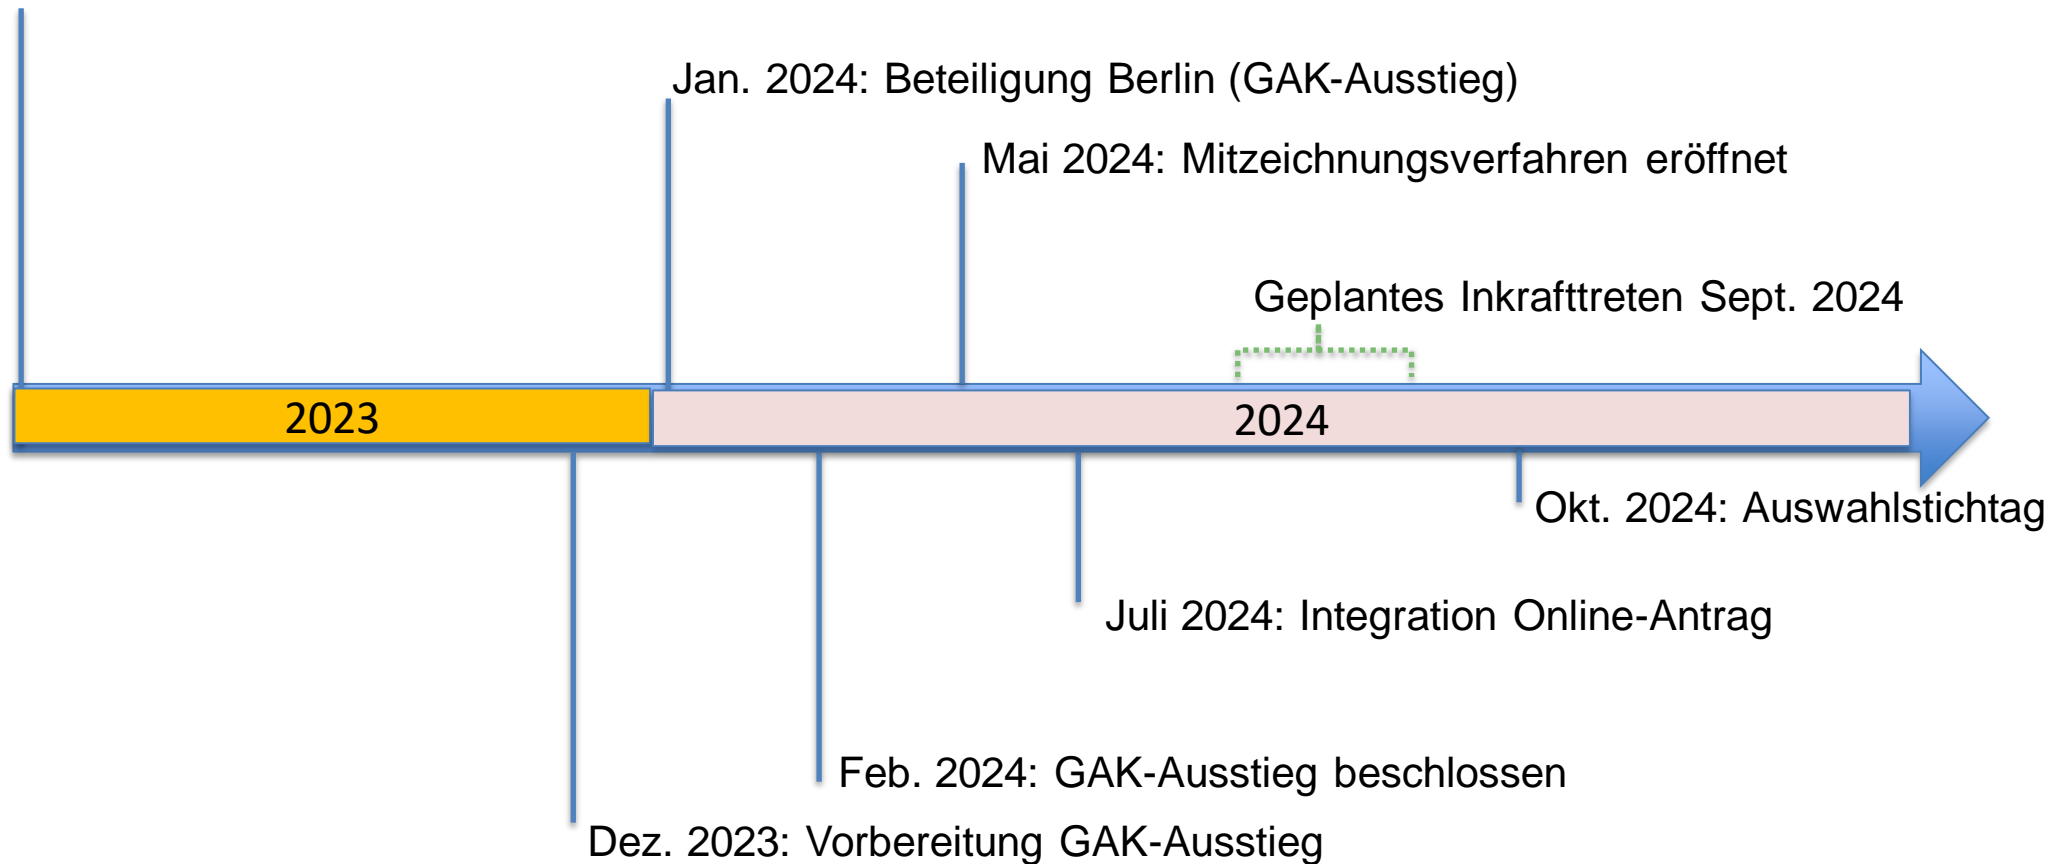 Jan. 2024: Beteiligung Berlin (GAK-Ausstieg)
Mai 2024: Mitzeichnungsverfahren eröffnet
Geplantes Inkrafttreten Sept. 2024
2023
2024
Okt. 2024: Auswahlstichtag
Juli 2024: Integration Online-Antrag
Feb. 2024: GAK-Ausstieg beschlossen
Dez. 2023: Vorbereitung GAK-Ausstieg